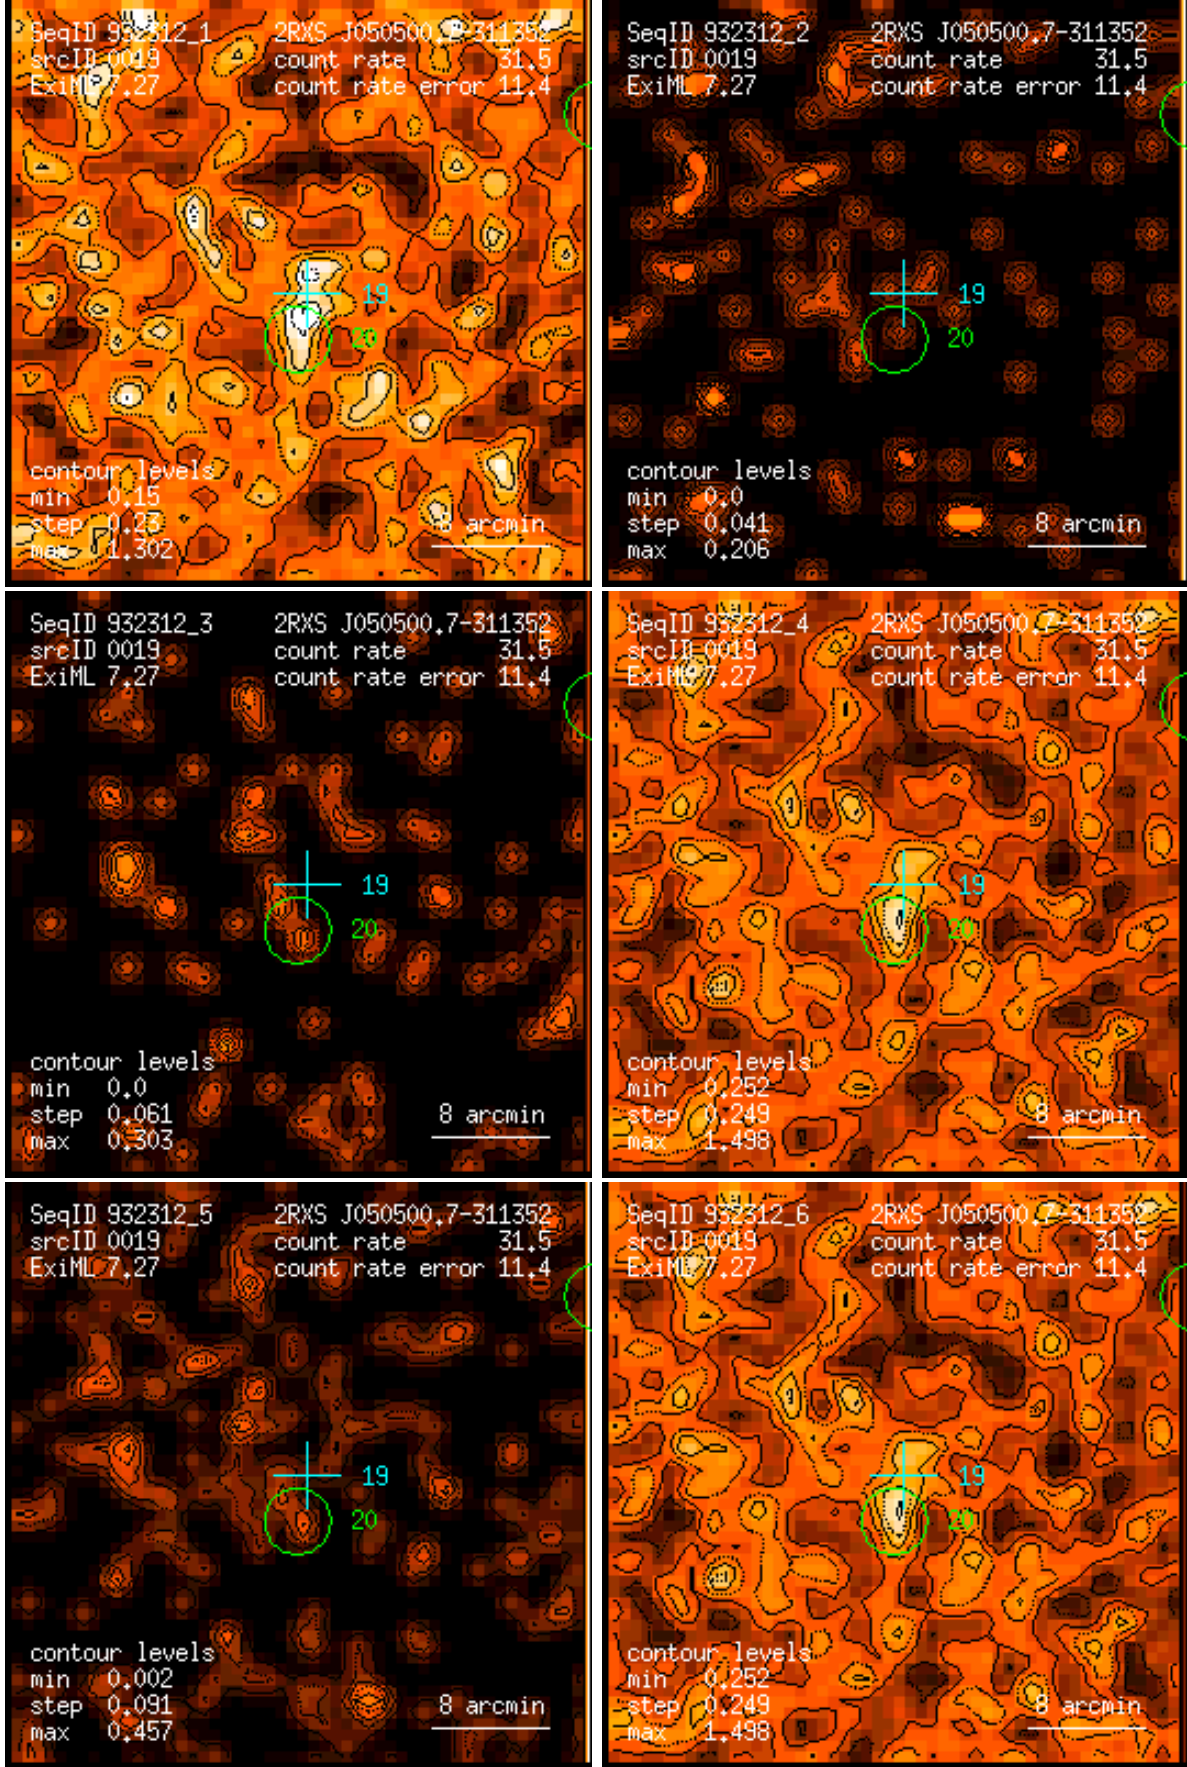 SeqID 932312_1 2RXS J050500.7-311352
srcID 0019 count rate 31.5
ExiML 7.27 count rate error 11.4
19
20
contour levels
min 0.15
step 0.23 8 arcmin
max 1.302
SeqID 932312_2 2RXS J050500.7-311352
srcID 0019 count rate 31.5
ExiML 7.27 count rate error 11.4
19
20
contour levels
min 0.0
step 0.041 8 arcmin
max 0.206
SeqID 932312_3 2RXS J050500.7-311352
srcID 0019 count rate 31.5
ExiML 7.27 count rate error 11.4
19
20
contour levels
min 0.0
step 0.061 8 arcmin
max 0.303
SeqID 932312_4 2RXS J050500.7-311352
srcID 0019 count rate 31.5
ExiML 7.27 count rate error 11.4
19
20
contour levels
min 0.252
step 0.249 8 arcmin
max 1.498
SeqID 932312_5 2RXS J050500.7-311352
srcID 0019 count rate 31.5
ExiML 7.27 count rate error 11.4
19
20
contour levels
min 0.002
step 0.091 8 arcmin
max 0.457
SeqID 932312_6 2RXS J050500.7-311352
srcID 0019 count rate 31.5
ExiML 7.27 count rate error 11.4
19
20
contour levels
min 0.252
step 0.249 8 arcmin
max 1.498